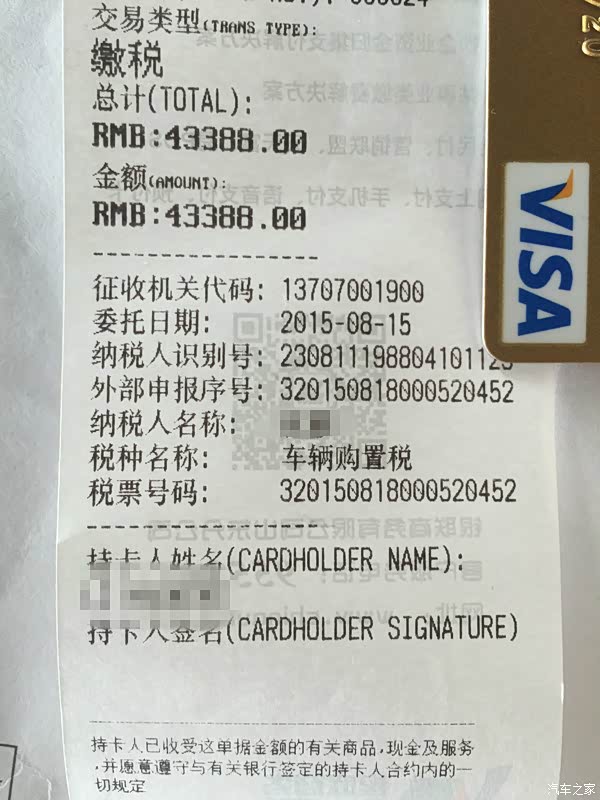 交易类型(TRANS TYPE):
缴税
总计(TOTAL):
RMB:43388.00
金额(AMOUNT):
RMB:43388.00
征收机关代码: 13707001900
委托日期: 2015-08-15
纳税人识别号: 230811198804101123
外部申报序号: 320150818000520452
纳税人名称:
税种名称: 车辆购置税
税票号码: 320150818000520452
持卡人姓名(CARDHOLDER NAME):
持卡人签名(CARDHOLDER SIGNATURE)
持卡人已收受这单据金额的有关商品,现金及服务
,并愿意遵守与有关银行签定的持卡人合约内的一
切规定
VISA
汽车之家